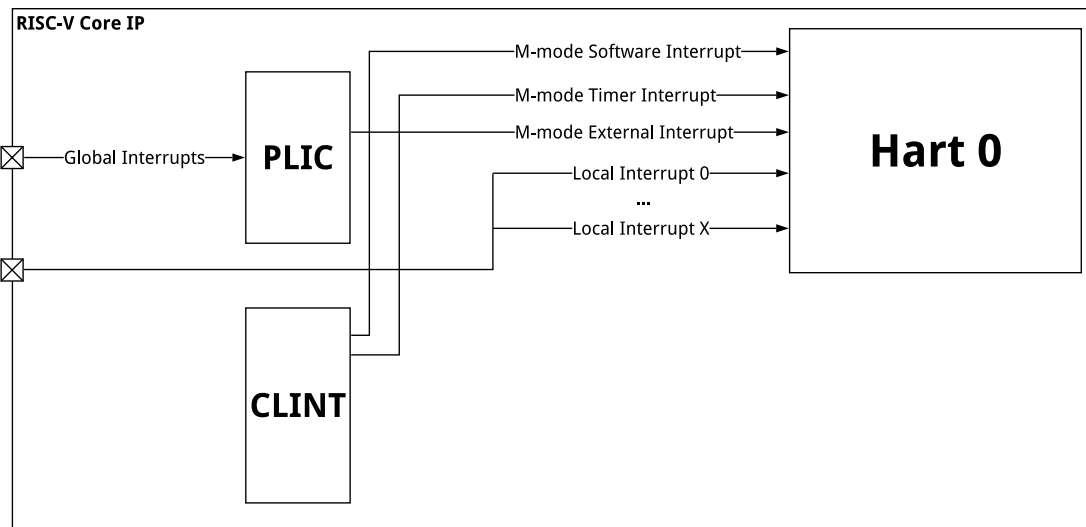 RISC-V Core IP
M-mode Software Interrupt
M-mode Timer Interrupt
M-mode External Interrupt
Global Interrupts
PLIC
Hart 0
Local Interrupt 0
...
Local Interrupt X
CLINT